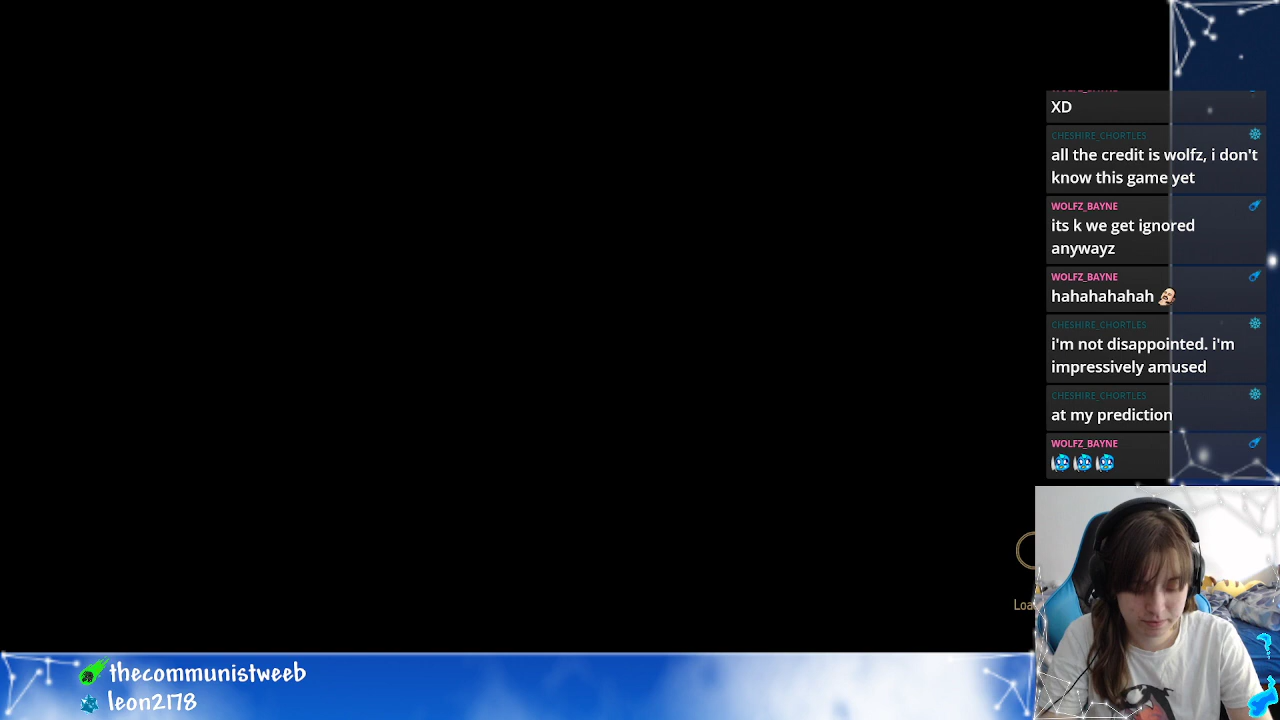 XD
CHESHIRE_CHORTLES
all the credit is wolfz, i don't
know this game yet
WOLFZ_BAYNE
its k we get ignored
anywayz
WOLFZ_BAYNE
hahahahahah
CHESHIRE_CHORTLES
i'm not disappointed. i'm
impressively amused
CHESHIRE_CHORTLES
at my prediction
WOLFZ_BAYNE
Loa
thecommunistweeb
leon2178